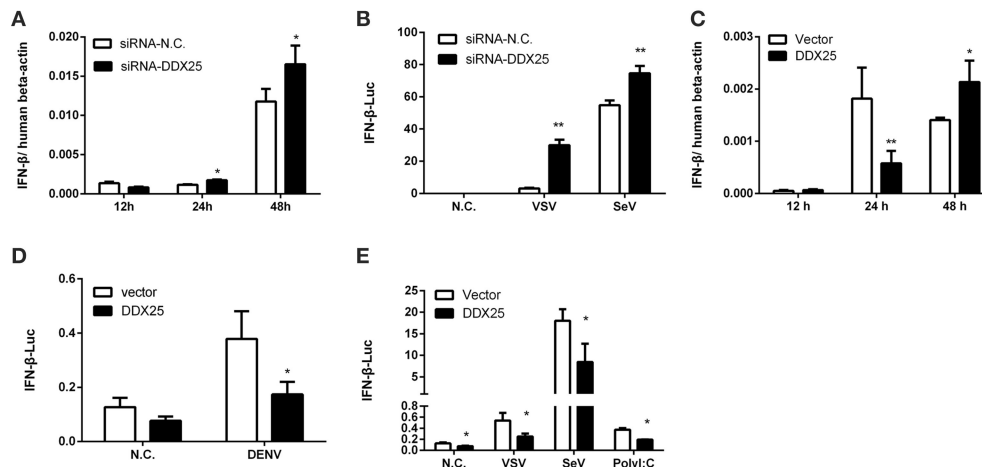 A
IFN-β/ human beta-actin
0.020
0.015
0.010
0.005
0.000
siRNA-N.C.
siRNA-DDX25
*
*
12h
24h
48h
B
IFN-β-Luc
100
80
60
40
20
0
siRNA-N.C.
siRNA-DDX25
**
**
N.C.
VSV
SeV
C
IFN-β/ human beta-actin
0.003
0.002
0.001
0.000
Vector
DDX25
**
*
12 h
24 h
48 h
D
IFN-β-Luc
0.6
0.4
0.2
0.0
vector
DDX25
*
N.C.
DENV
E
IFN-β-Luc
25
20
15
10
5
0.8
0.6
0.4
0.2
0.0
Vector
DDX25
*
*
*
*
N.C.
VSV
SeV
PolyI:C